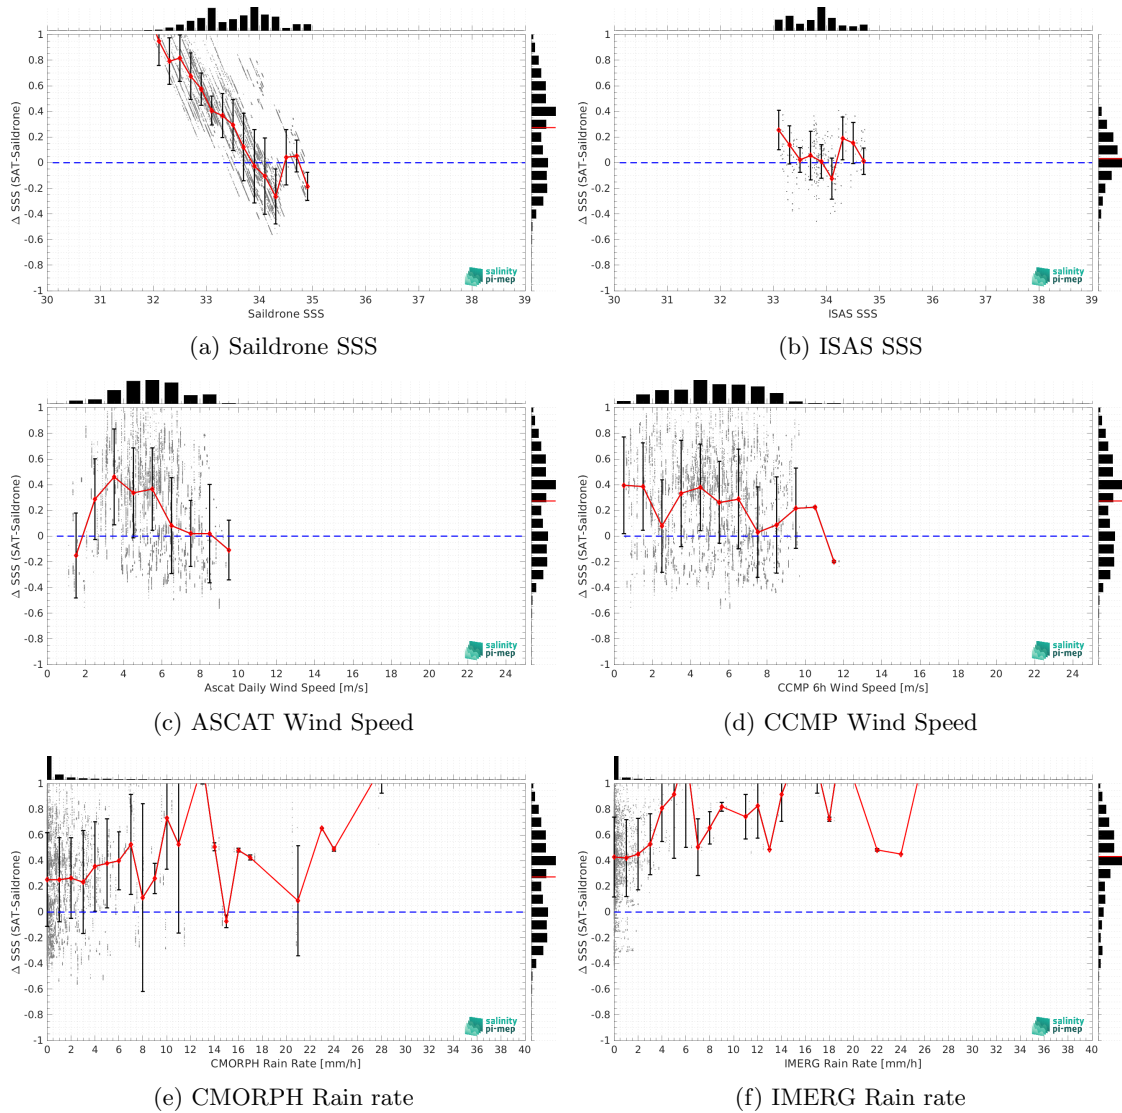 1
0.8
0.6
0.4
0.2
0
-0.2
-0.4
-0.6
-0.8
-1
Δ SSS (SAT-Saildrone)
30 31 32 33 34 35 36 37 38 39
Saildrone SSS
salinity
pi-mep
(a) Saildrone SSS
1
0.8
0.6
0.4
0.2
0
-0.2
-0.4
-0.6
-0.8
-1
Δ SSS (SAT-Saildrone)
30 31 32 33 34 35 36 37 38 39
ISAS SSS
salinity
pi-mep
(b) ISAS SSS
1
0.8
0.6
0.4
0.2
0
-0.2
-0.4
-0.6
-0.8
-1
Δ SSS (SAT-Saildrone)
0 2 4 6 8 10 12 14 16 18 20 22 24
Ascat Daily Wind Speed [m/s]
salinity
pi-mep
(c) ASCAT Wind Speed
1
0.8
0.6
0.4
0.2
0
-0.2
-0.4
-0.6
-0.8
-1
Δ SSS (SAT-Saildrone)
0 2 4 6 8 10 12 14 16 18 20 22 24
CCMP 6h Wind Speed [m/s]
salinity
pi-mep
(d) CCMP Wind Speed
1
0.8
0.6
0.4
0.2
0
-0.2
-0.4
-0.6
-0.8
-1
Δ SSS (SAT-Saildrone)
0 2 4 6 8 10 12 14 16 18 20 22 24 26 28 30 32 34 36 38 40
CMORPH Rain Rate [mm/h]
salinity
pi-mep
(e) CMORPH Rain rate
1
0.8
0.6
0.4
0.2
0
-0.2
-0.4
-0.6
-0.8
-1
Δ SSS (SAT-Saildrone)
0 2 4 6 8 10 12 14 16 18 20 22 24 26 28 30 32 34 36 38 40
IMERG Rain Rate [mm/h]
salinity
pi-mep
(f) IMERG Rain rate